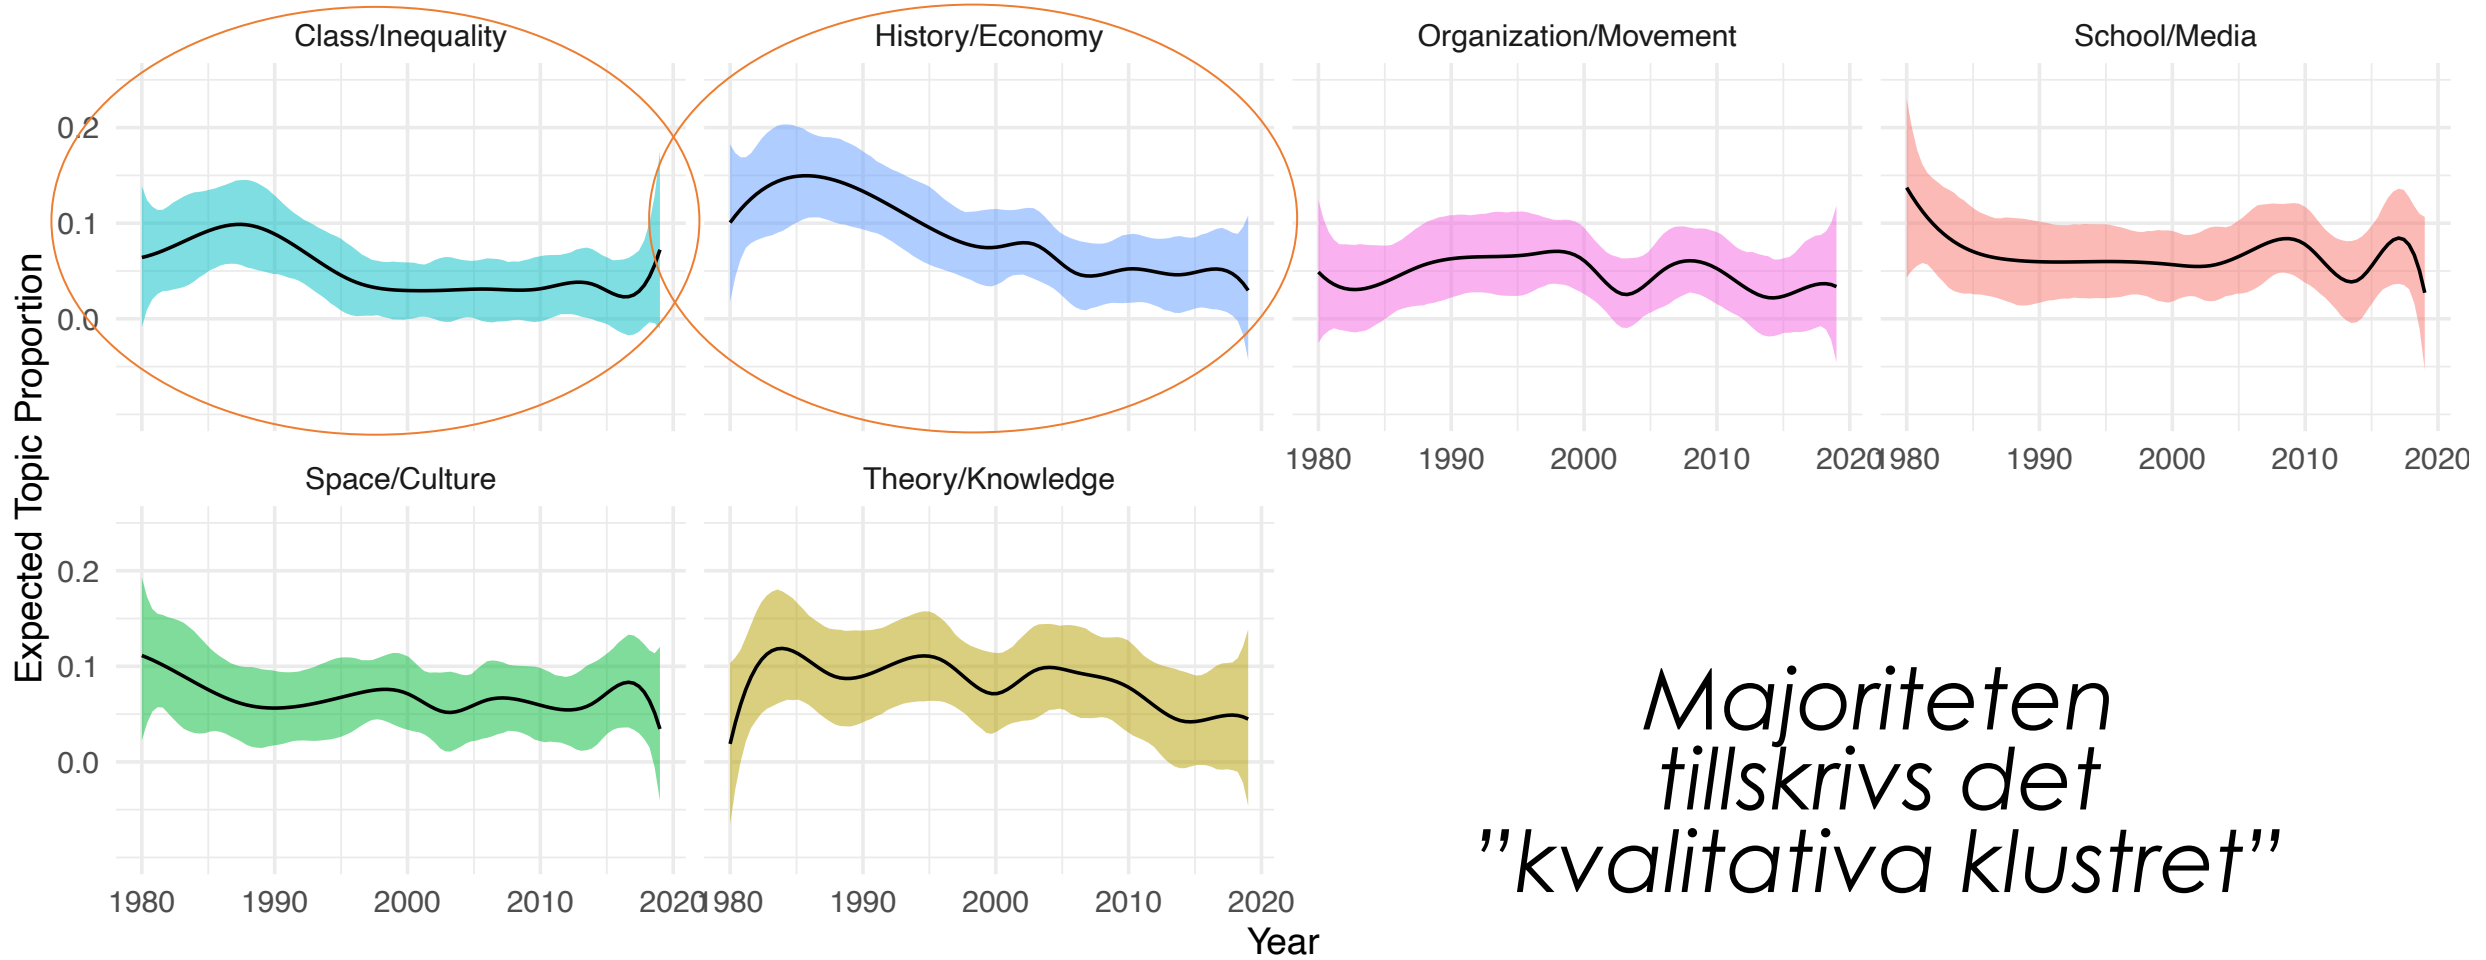 Class/Inequality
History/Economy
Organization/Movement
School/Media
0.2
0.1
0.0
Expected Topic Proportion
1980 1990 2000 2010 2020
1980 1990 2000 2010 2020
Space/Culture
Theory/Knowledge
0.2
0.1
0.0
1980 1990 2000 2010 2020
1980 1990 2000 2010 2020
Year
Majoriteten
tillskrivs det
”kvalitativa klustret”